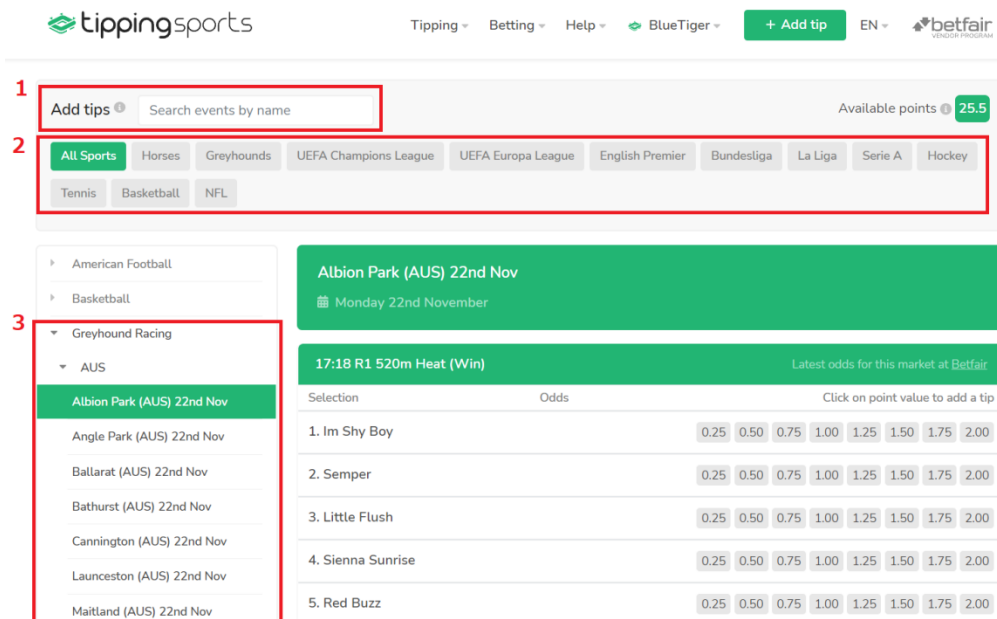 tippingsports Tipping Betting Help BlueTiger + Add tip EN betfair
VENDOR PROGRAM
1
Add tips Search events by name Available points 25.5
2
All Sports Horses Greyhounds UEFA Champions League UEFA Europa League English Premier Bundesliga La Liga Serie A Hockey
Tennis Basketball NFL
American Football
Albion Park (AUS) 22nd Nov
Basketball
Monday 22nd November
3
Greyhound Racing
AUS
17:18 R1 520m Heat (Win) Latest odds for this market at Betfair
Albion Park (AUS) 22nd Nov
Selection Odds Click on point value to add a tip
Angle Park (AUS) 22nd Nov
1. Im Shy Boy 0.25 0.50 0.75 1.00 1.25 1.50 1.75 2.00
Ballarat (AUS) 22nd Nov
2. Semper 0.25 0.50 0.75 1.00 1.25 1.50 1.75 2.00
Bathurst (AUS) 22nd Nov
3. Little Flush 0.25 0.50 0.75 1.00 1.25 1.50 1.75 2.00
Cannington (AUS) 22nd Nov
4. Sienna Sunrise 0.25 0.50 0.75 1.00 1.25 1.50 1.75 2.00
Launceston (AUS) 22nd Nov
5. Red Buzz 0.25 0.50 0.75 1.00 1.25 1.50 1.75 2.00
Maitland (AUS) 22nd Nov